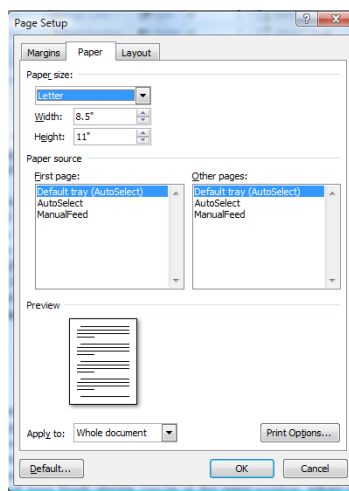 Page Setup
Margins Paper Layout
Paper size:
Letter
Width: 8.5"
Height: 11"
Paper source
First page: Other pages:
Default tray (AutoSelect) Default tray (AutoSelect)
AutoSelect AutoSelect
ManualFeed ManualFeed
Preview
Apply to: Whole document Print Options...
Default... OK Cancel